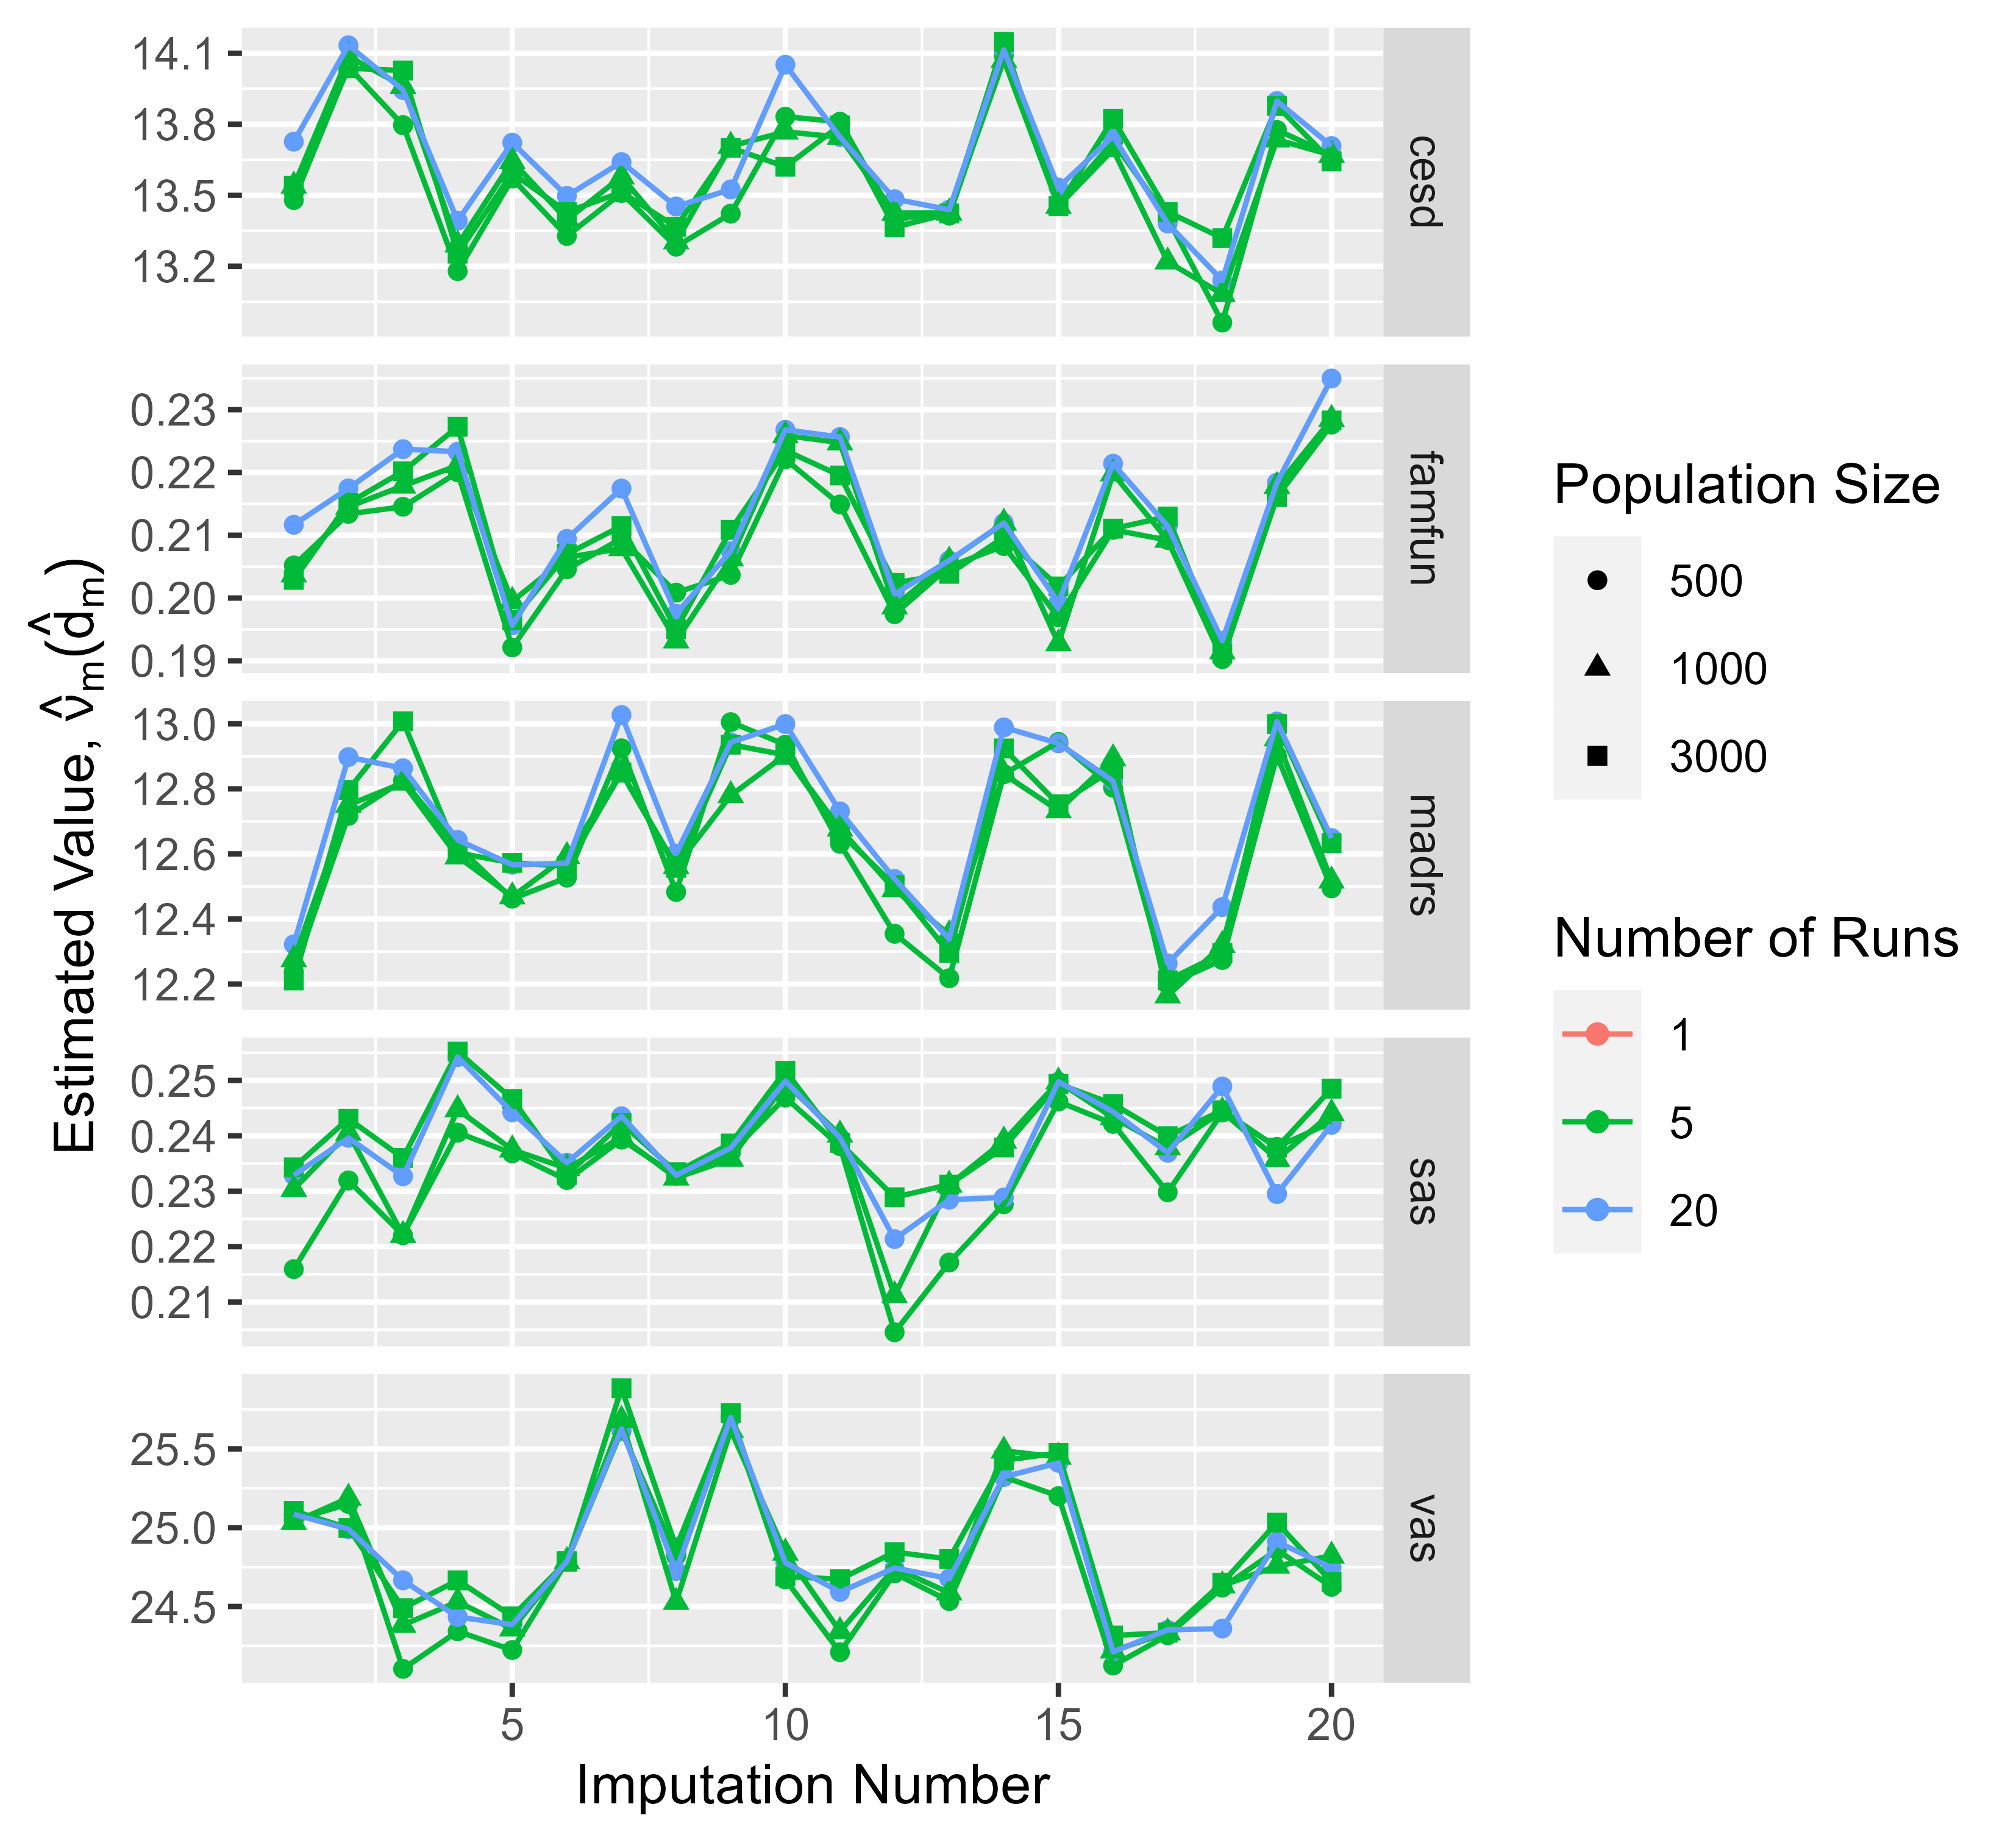 14.1
13.8
13.5
13.2
cesd
0.23
0.22
0.21
0.20
0.19
famfun
13.0
12.8
12.6
12.4
12.2
madrs
0.25
0.24
0.23
0.22
0.21
sas
25.5
25.0
24.5
vas
5 10 15 20
Imputation Number
Estimated Value, ν̂m(d̂m)
Population Size
500
1000
3000
Number of Runs
1
5
20